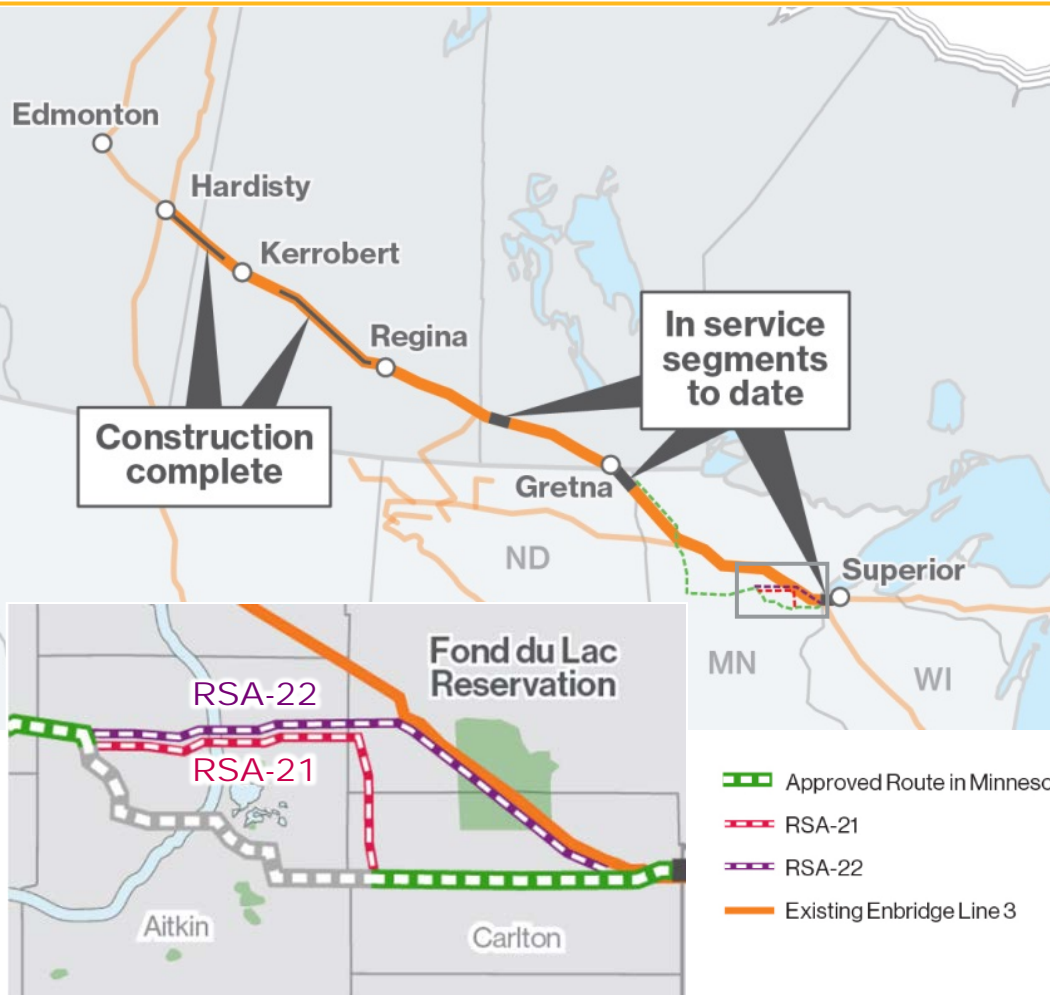 Edmonton
Hardisty
Kerrobert
Regina
In service
segments
to date
Construction
complete
Gretna
ND
Superior
MN
WI
Fond du Lac
Reservation
RSA-22
RSA-21
Aitkin
Carlton
Approved Route in Minneso
RSA-21
RSA-22
Existing Enbridge Line 3